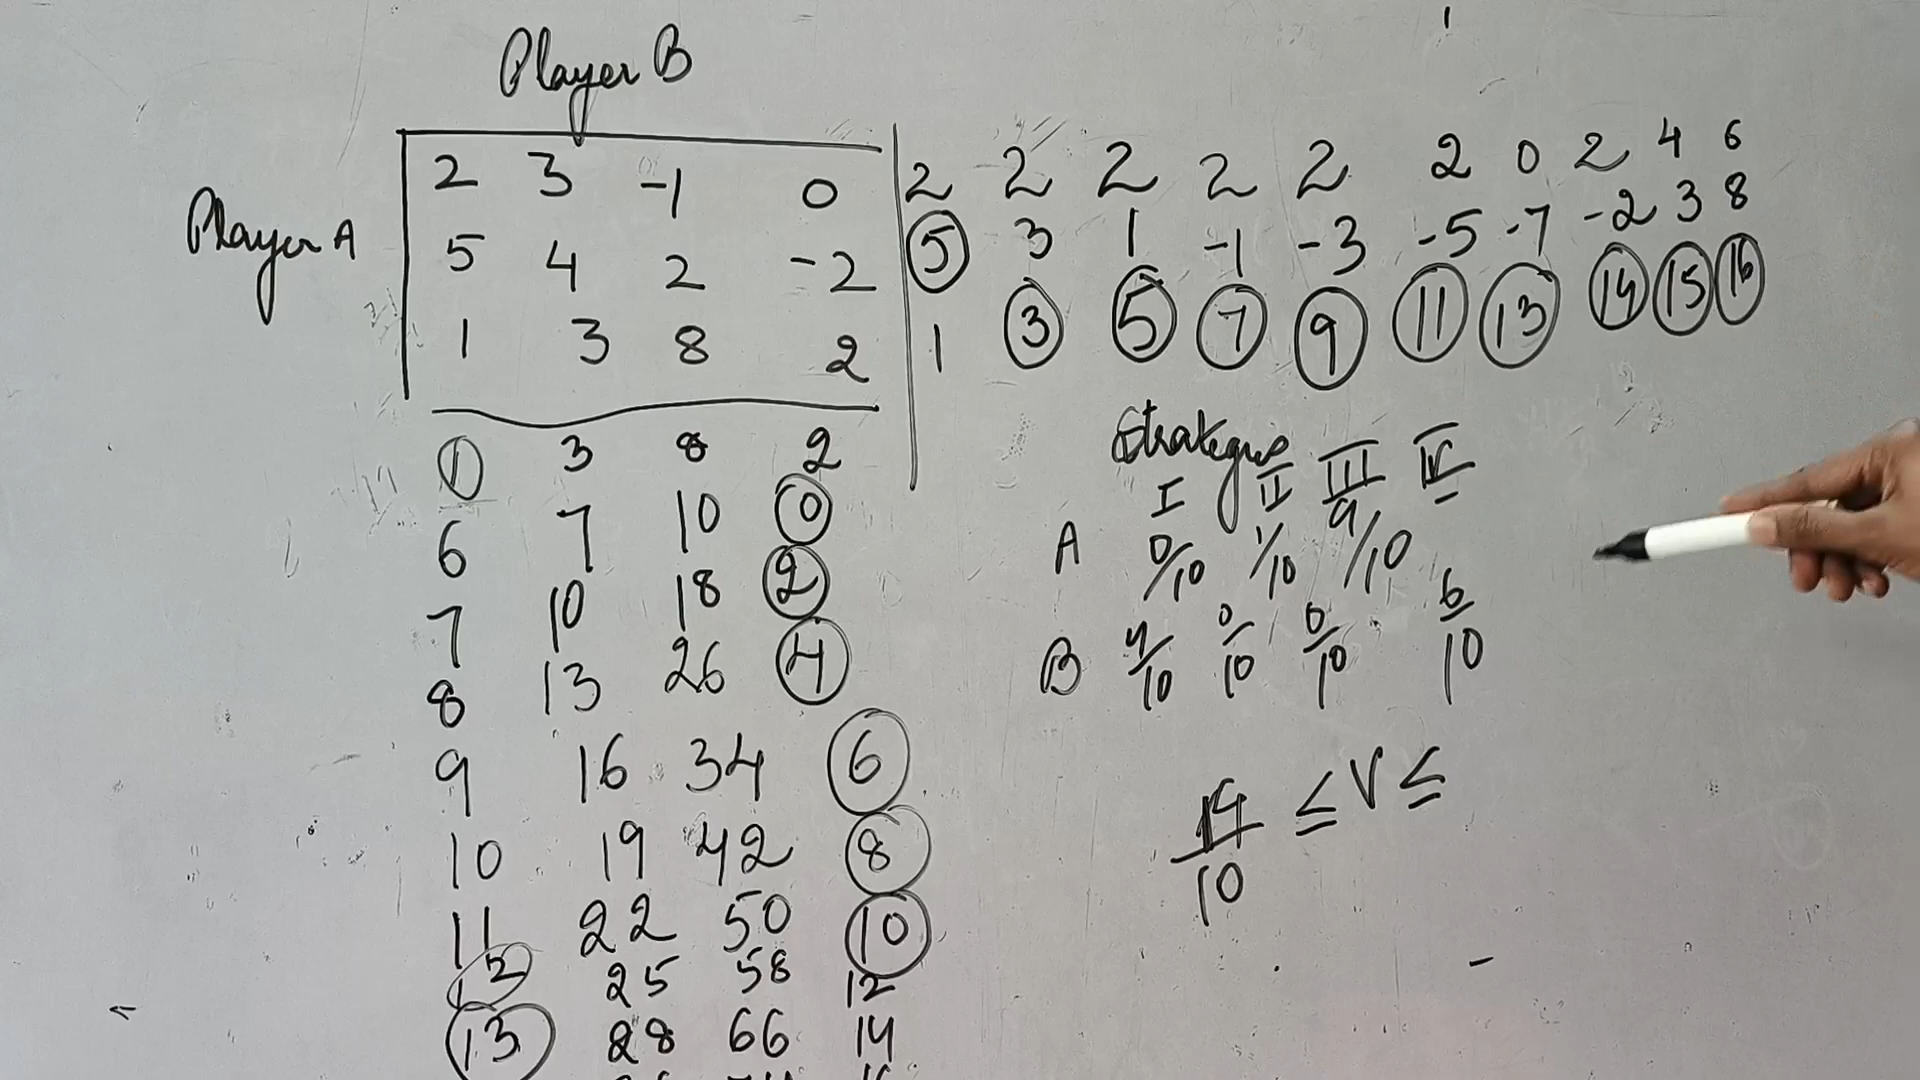 Player B
2 3 -1 0 2 2 2 2 2 2 0 2 4 6
Player A 5 4 2 -2 5 3 1 -1 -3 -5 -7 -2 3 8
1 3 8 2 1 3 5 7 9 11 13 14 15 16
1 3 8 2
Strategies
I II III IV
6 7 10 0
A 0/10 1/10 9/10
7 10 18 2
B 4/10 0/10 0/10 6/10
8 13 26 4
9 16 34 6
14/10 ≤ V ≤
10 19 42 8
11 22 50 10
12 25 58 12
13 28 66 14